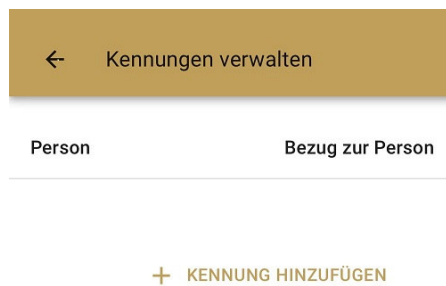 Kennungen verwalten
Person Bezug zur Person
KENNUNG HINZUFÜGEN